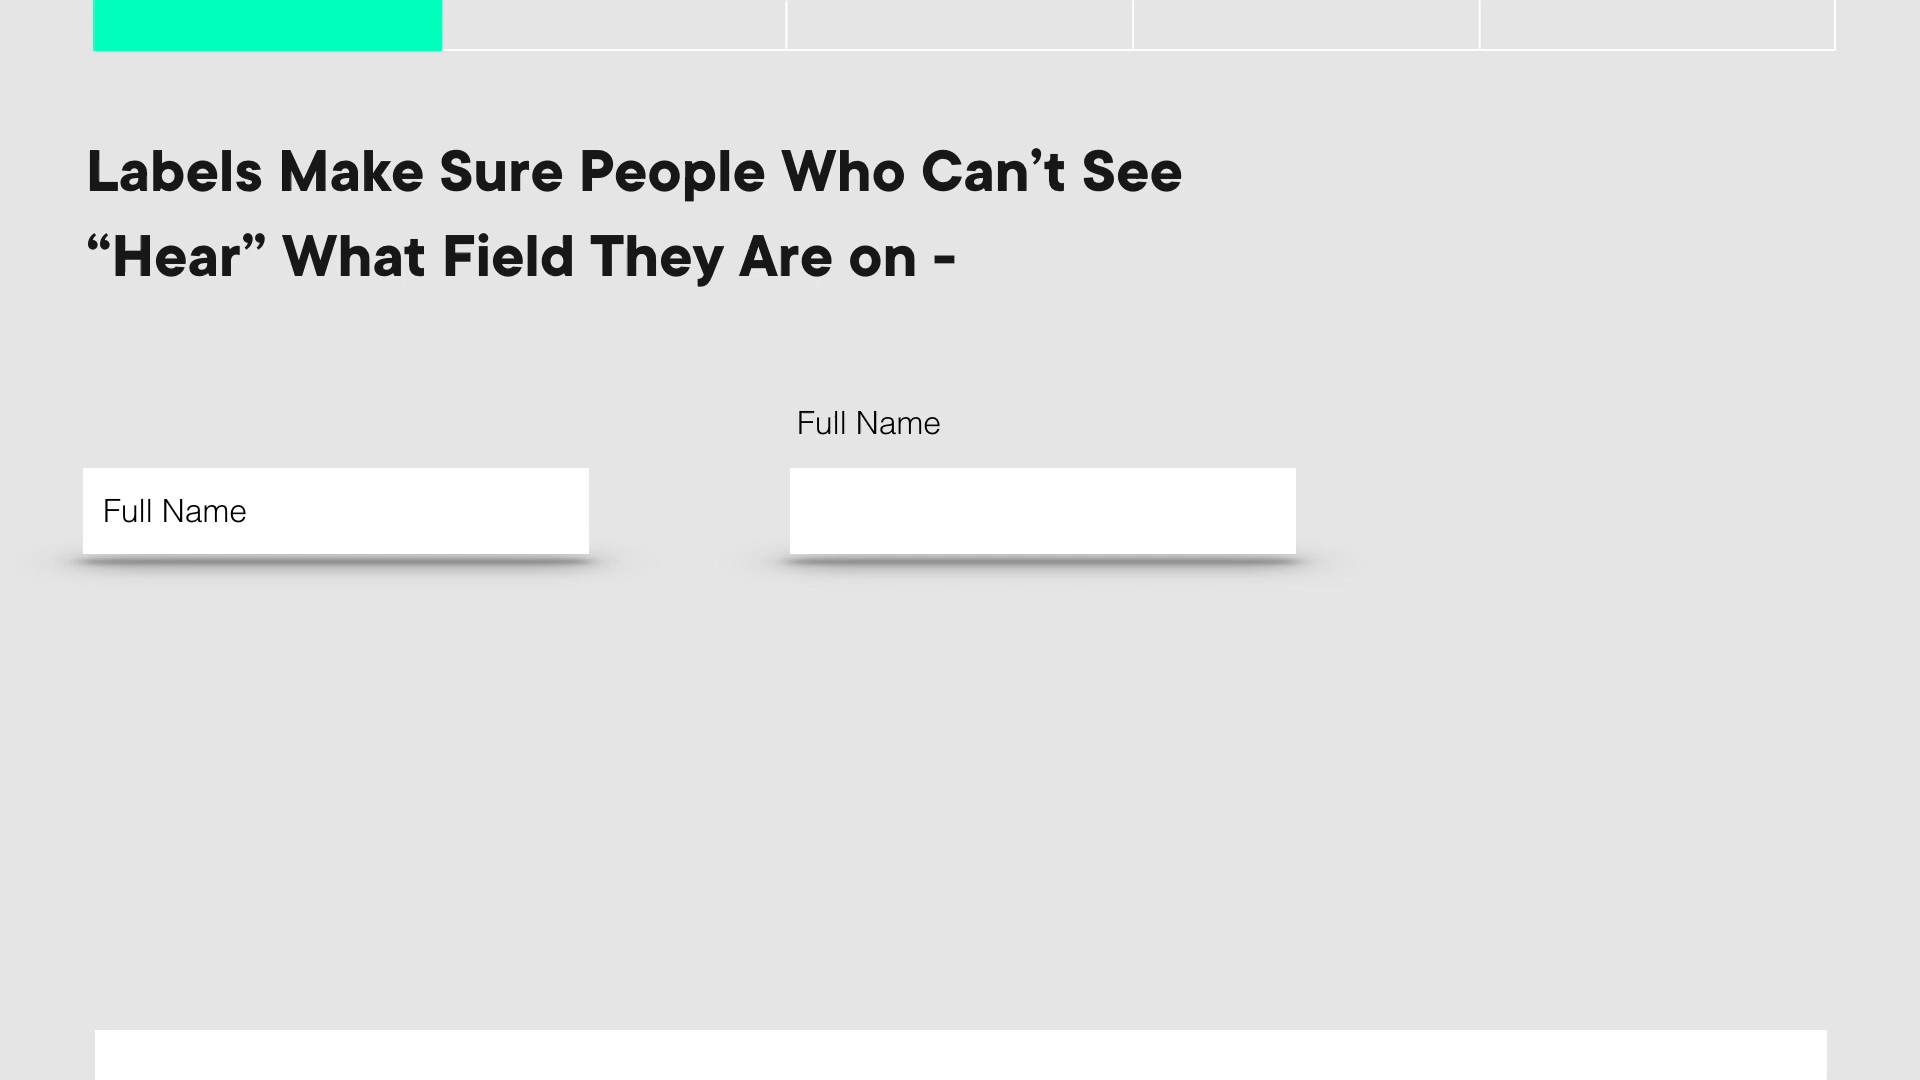 Labels Make Sure People Who Can’t See
“Hear” What Field They Are on -
Full Name
Full Name